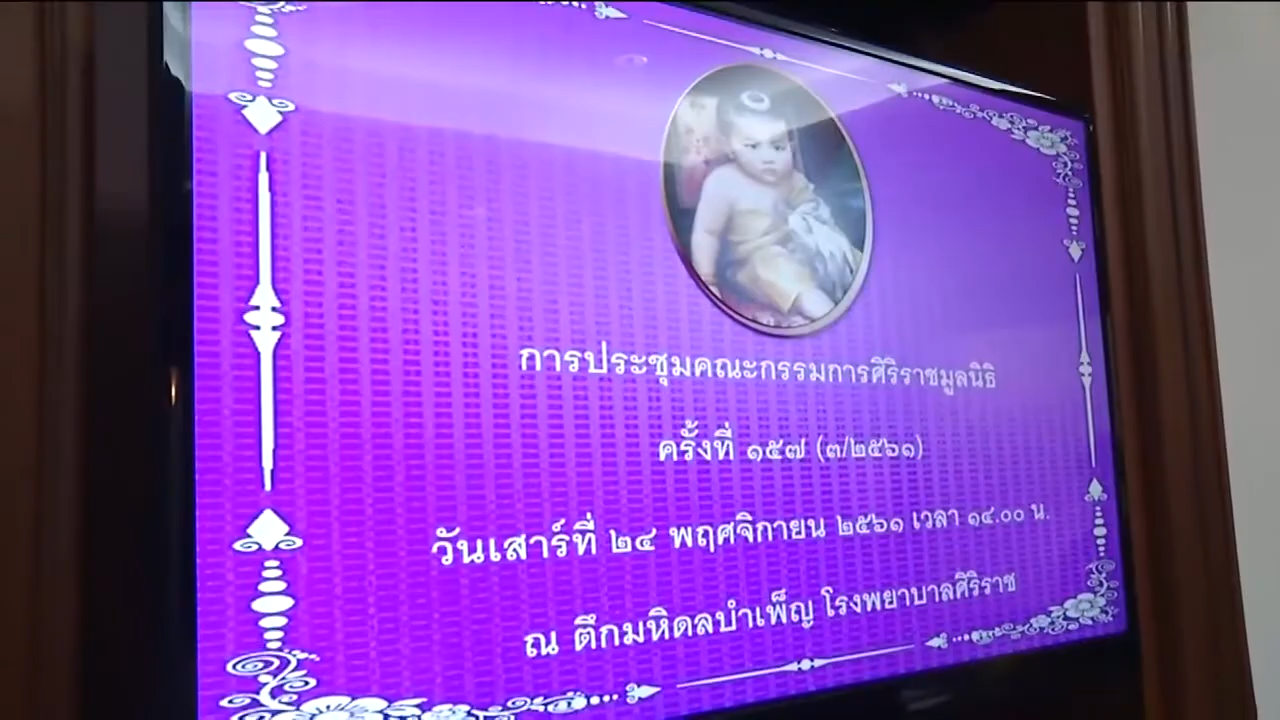 การประชุมคณะกรรมการศิริราชมูลนิธิ
ครั้งที่ ๑๕๗ (๓/๒๕๖๑)
วันเสาร์ที่ ๒๔ พฤศจิกายน ๒๕๖๑ เวลา ๑๔.๐๐ น.
ณ ตึกมหิดลบำเพ็ญ โรงพยาบาลศิริราช